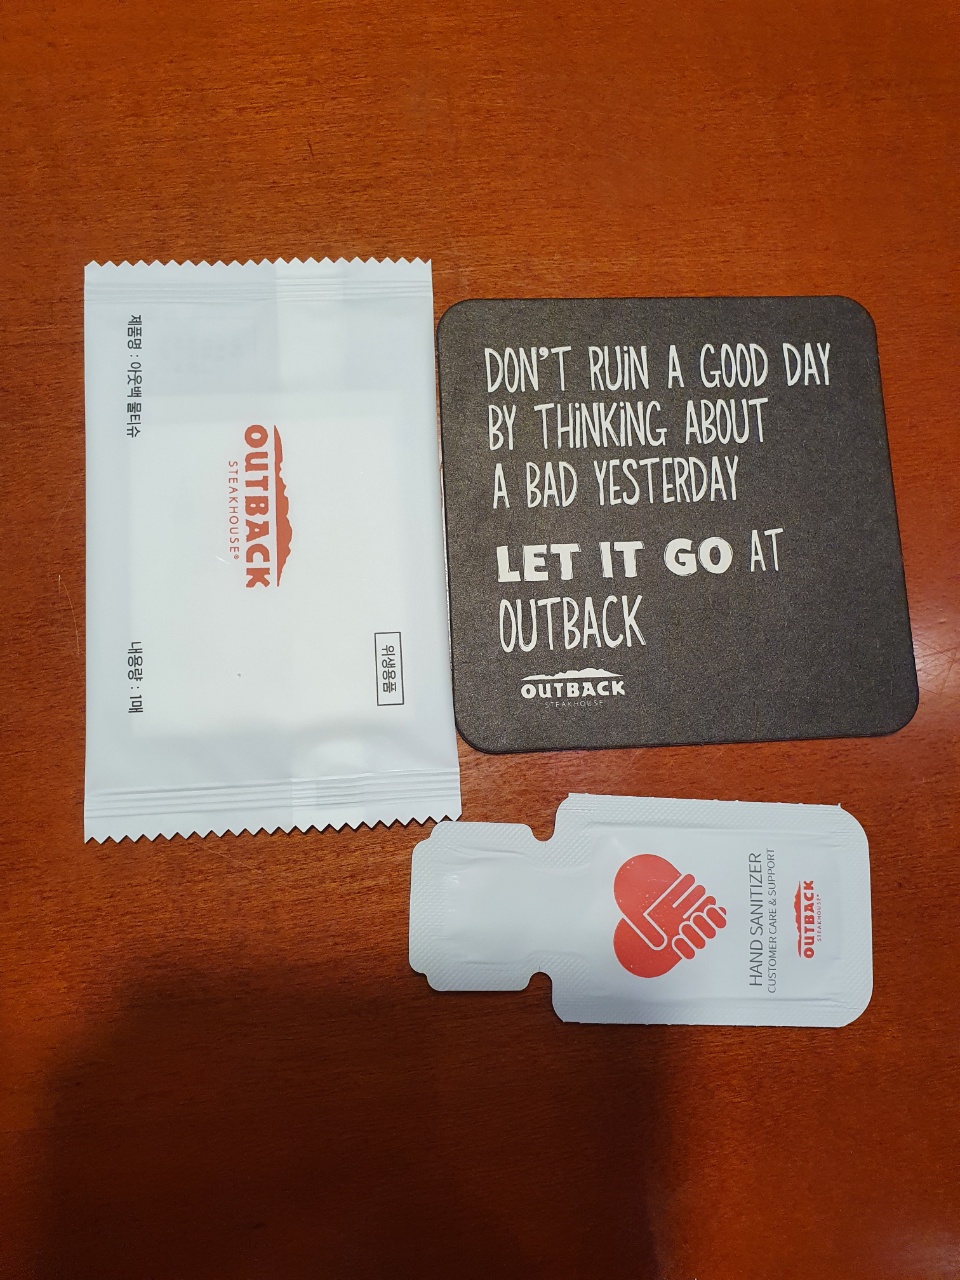 제품명 : 아웃백 물티슈
OUTBACK
STEAKHOUSE®
위생용품
내용량 : 1매
DON'T RUiN A GOOD DAY
BY THiNKiNG ABOUT
A BAD YESTERDAY
LET IT GO AT
OUTBACK
OUTBACK
STEAKHOUSE®
HAND SANITIZER
CUSTOMER CARE & SUPPORT
OUTBACK
STEAKHOUSE®